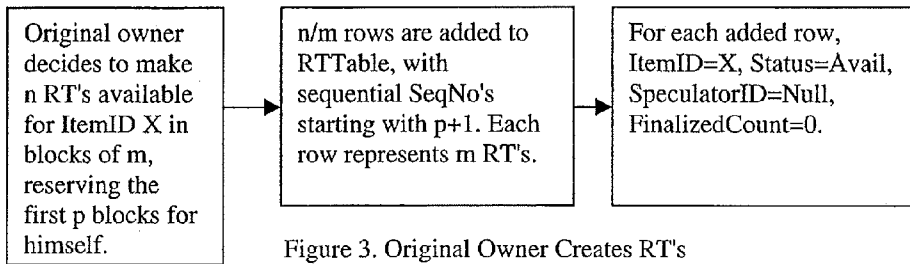 Original owner
decides to make
n RT's available
for ItemID X in
blocks of m,
reserving the
first p blocks for
himself.
n/m rows are added to
RTTable, with
sequential SeqNo's
starting with p+1. Each
row represents m RT's.
For each added row,
ItemID=X, Status=Avail,
SpeculatorID=Null,
FinalizedCount=0.
Figure 3. Original Owner Creates RT's